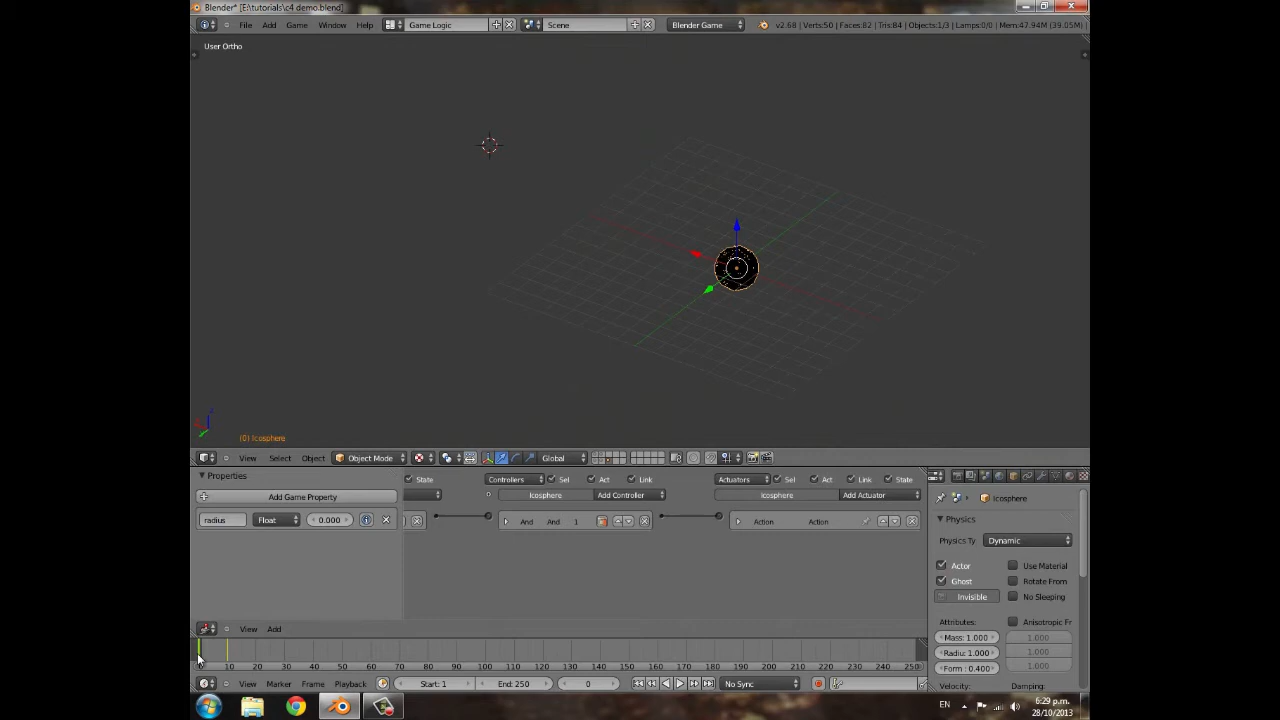 Blender* [E:\tutorials\c4 demo.blend]
File Add Game Window Help Game Logic Scene Blender Game v2.68 | Verts:50 | Faces:82 | Tris:84 | Objects:1/3 | Lamps:0/0 | Mem:47.94M (39.05M)
User Ortho
(0) Icosphere
View Select Object Object Mode Global
Properties
State Controllers Sel Act Link Actuators Sel Act Link State
Add Game Property Icosphere Add Controller Icosphere Add Actuator
radius Float 0.000 And And 1 Action Action
Icosphere
Physics
Physics Ty Dynamic
Actor Use Material
Ghost Rotate From
Invisible No Sleeping
Attributes: Anisotropic Fr
Mass: 1.000 1.000
Radiu: 1.000 1.000
Form : 0.400 1.000
Velocity: Damping:
View Add
10 20 30 40 50 60 70 80 90 100 110 120 130 140 150 160 170 180 190 200 210 220 230 240 250
View Marker Frame Playback Start: 1 End: 250 0 No Sync
EN 6:29 p.m.
28/10/2013